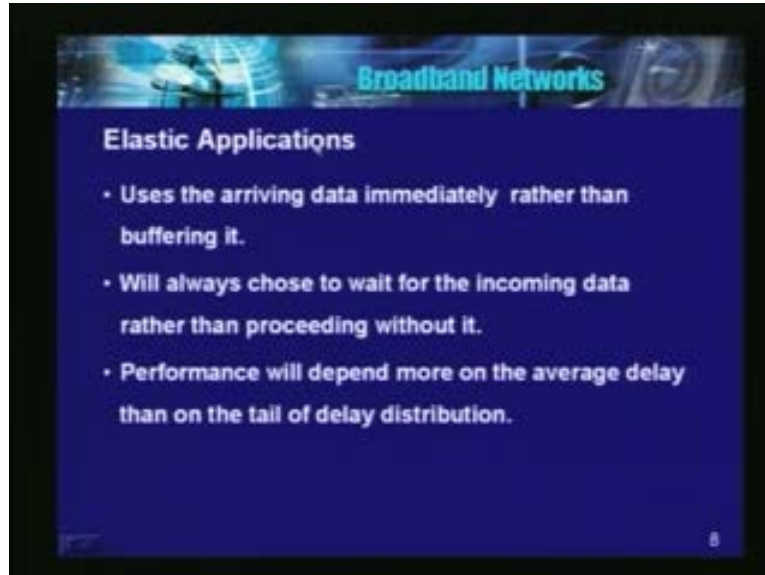 Broadband Networks
Elastic Applications
• Uses the arriving data immediately rather than
buffering it.
• Will always chose to wait for the incoming data
rather than proceeding without it.
• Performance will depend more on the average delay
than on the tail of delay distribution.
8